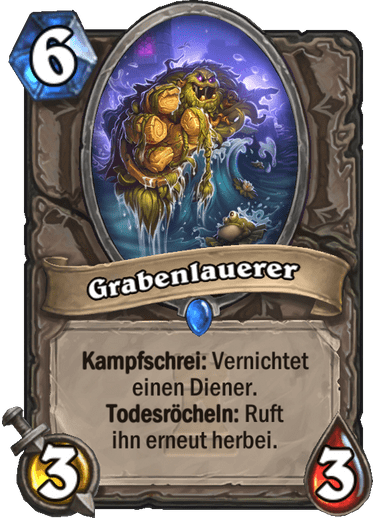 6
Grabenlauerer
Kampfschrei: Vernichtet
einen Diener.
Todesröcheln: Ruft
ihn erneut herbei.
3
3